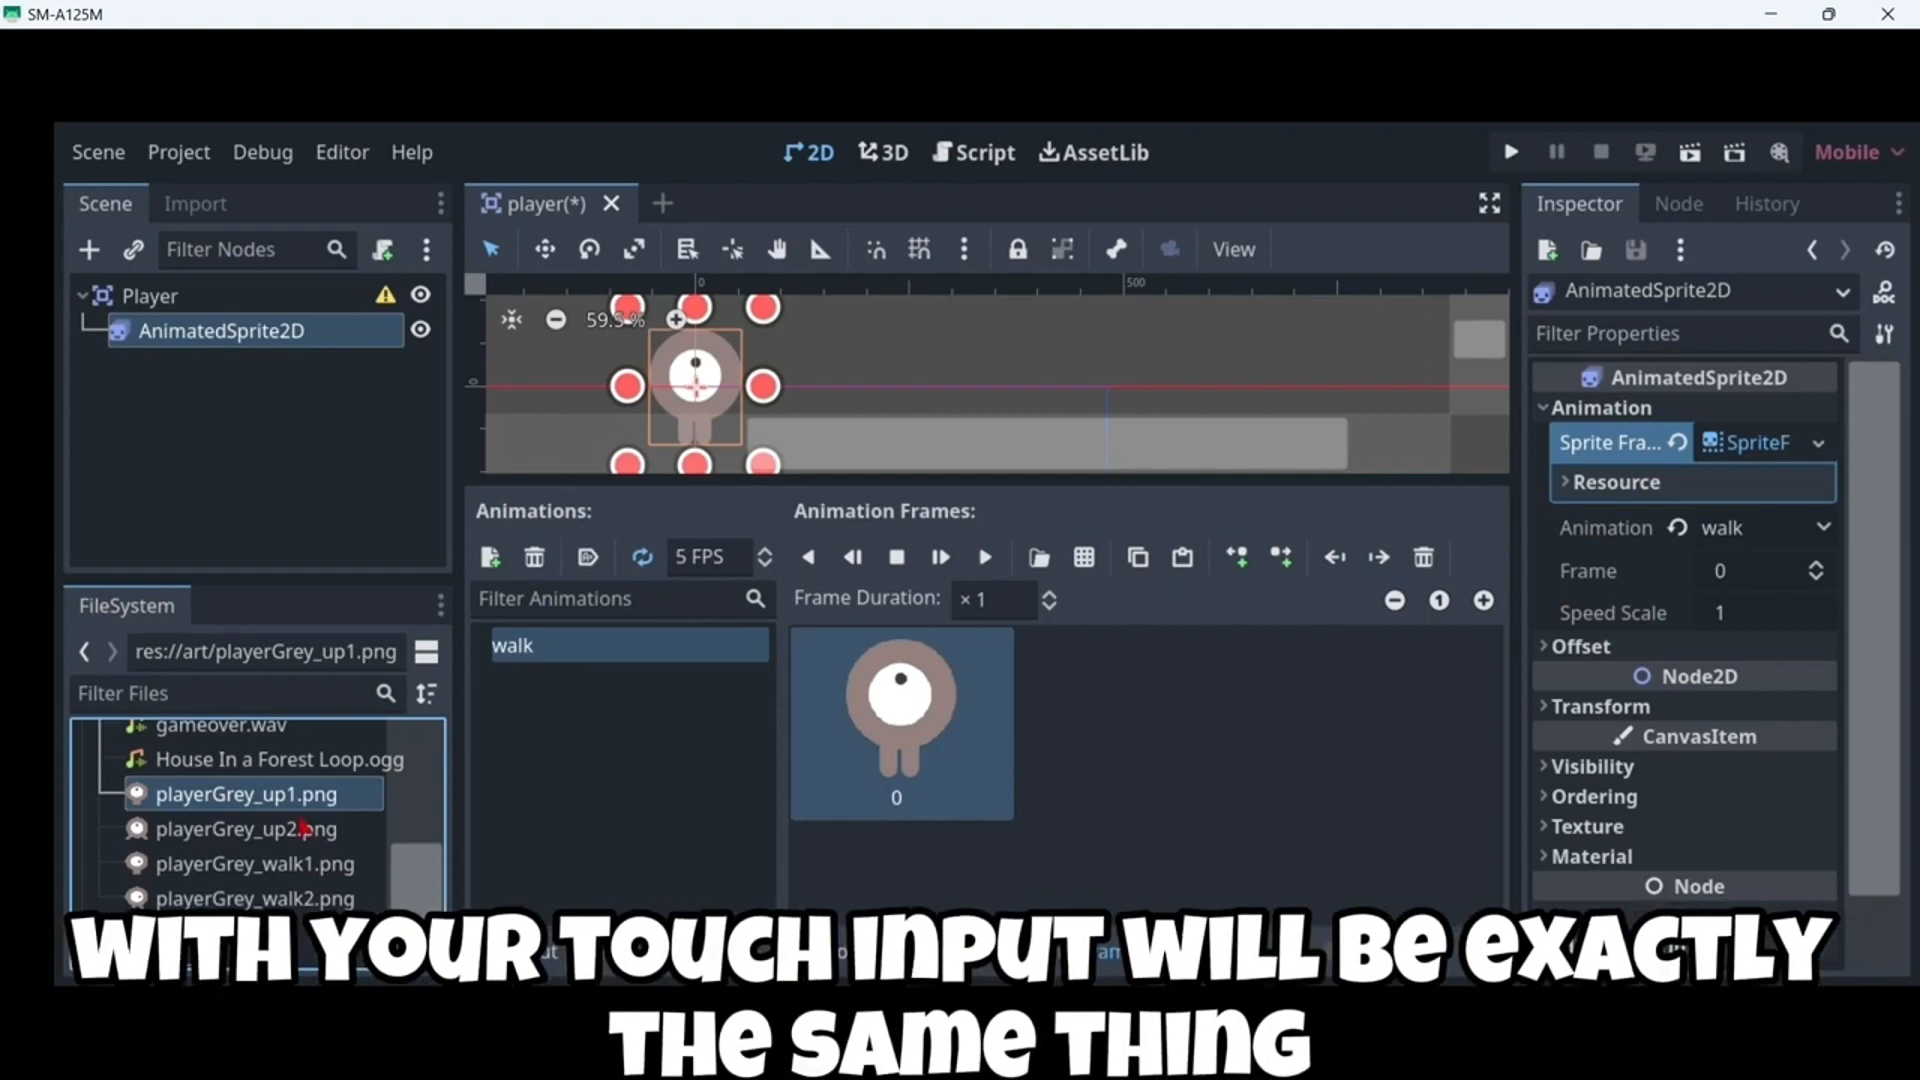 SM-A125M
Scene Project Debug Editor Help
2D 3D Script AssetLib
Mobile
Scene Import
player(*)
Inspector Node History
Filter Nodes
View
0
500
AnimatedSprite2D
Player
59.5 %
AnimatedSprite2D
Filter Properties
0
AnimatedSprite2D
Animation
Sprite Fra... SpriteF
Resource
Animations:
Animation Frames:
Animation walk
5 FPS
Frame 0
Filter Animations
Frame Duration: × 1
Speed Scale 1
FileSystem
walk
Offset
res://art/playerGrey_up1.png
Node2D
Filter Files
Transform
gameover.wav
CanvasItem
House In a Forest Loop.ogg
Visibility
playerGrey_up1.png
0
Ordering
playerGrey_up2.png
Texture
playerGrey_walk1.png
Material
playerGrey_walk2.png
Node
WITH YOUR TOUCH INPUT WILL BE EXACTLY
THE SAME THING